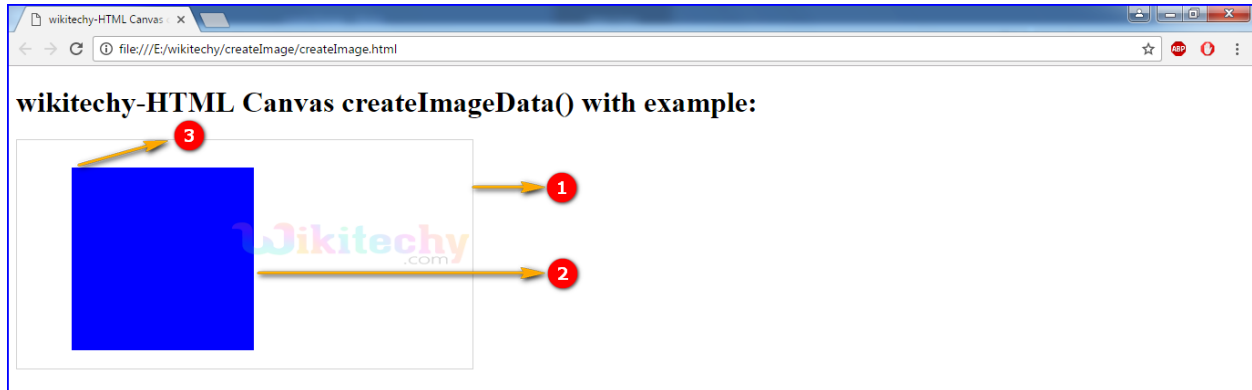 wikitechy-HTML Canvas
file:///E:/wikitechy/createImage/createImage.html
ABP
wikitechy-HTML Canvas createImageData() with example:
3
1
Wikitechy
.com
2